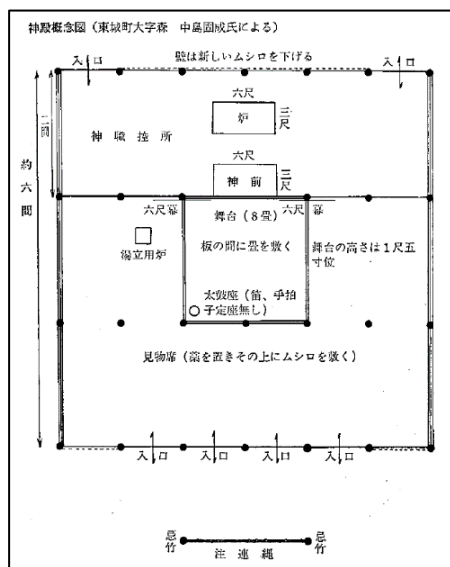 神殿概念図（東城町大字森　中島固成氏による）
壁は新しいムシロを下げる
入口
入口
六尺
炉
三尺
二間
神職控所
約六間
六尺
神前
三尺
六尺幕
舞台（8畳）
六尺幕
板の間に畳を敷く
湯立用炉
舞台の高さは1尺五
寸位
太鼓座（笛、手拍
子定座無し）
見物席（藁を置きその上にムシロを敷く）
入口
入口
入口
入口
忌竹
注連縄
忌竹